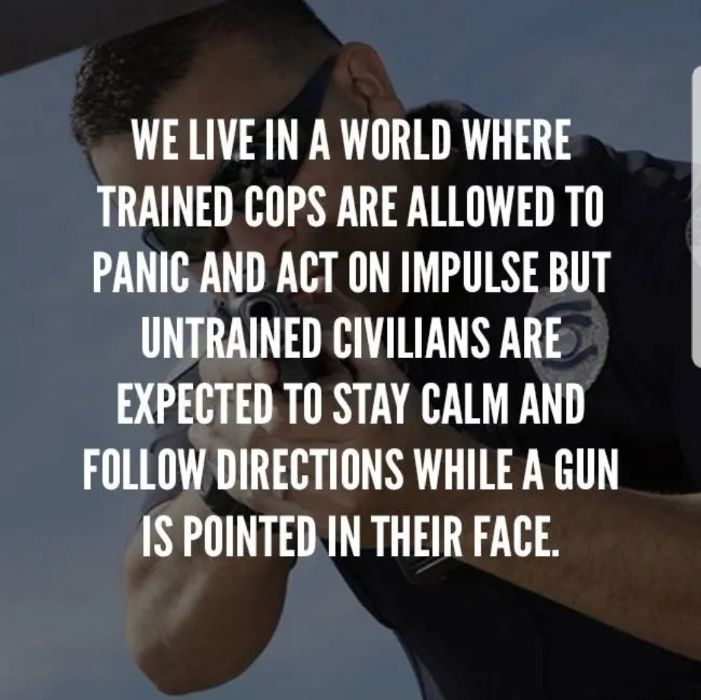 WE LIVE IN A WORLD WHERE
TRAINED COPS ARE ALLOWED TO
PANIC AND ACT ON IMPULSE BUT
UNTRAINED CIVILIANS ARE
EXPECTED TO STAY CALM AND
FOLLOW DIRECTIONS WHILE A GUN
IS POINTED IN THEIR FACE.